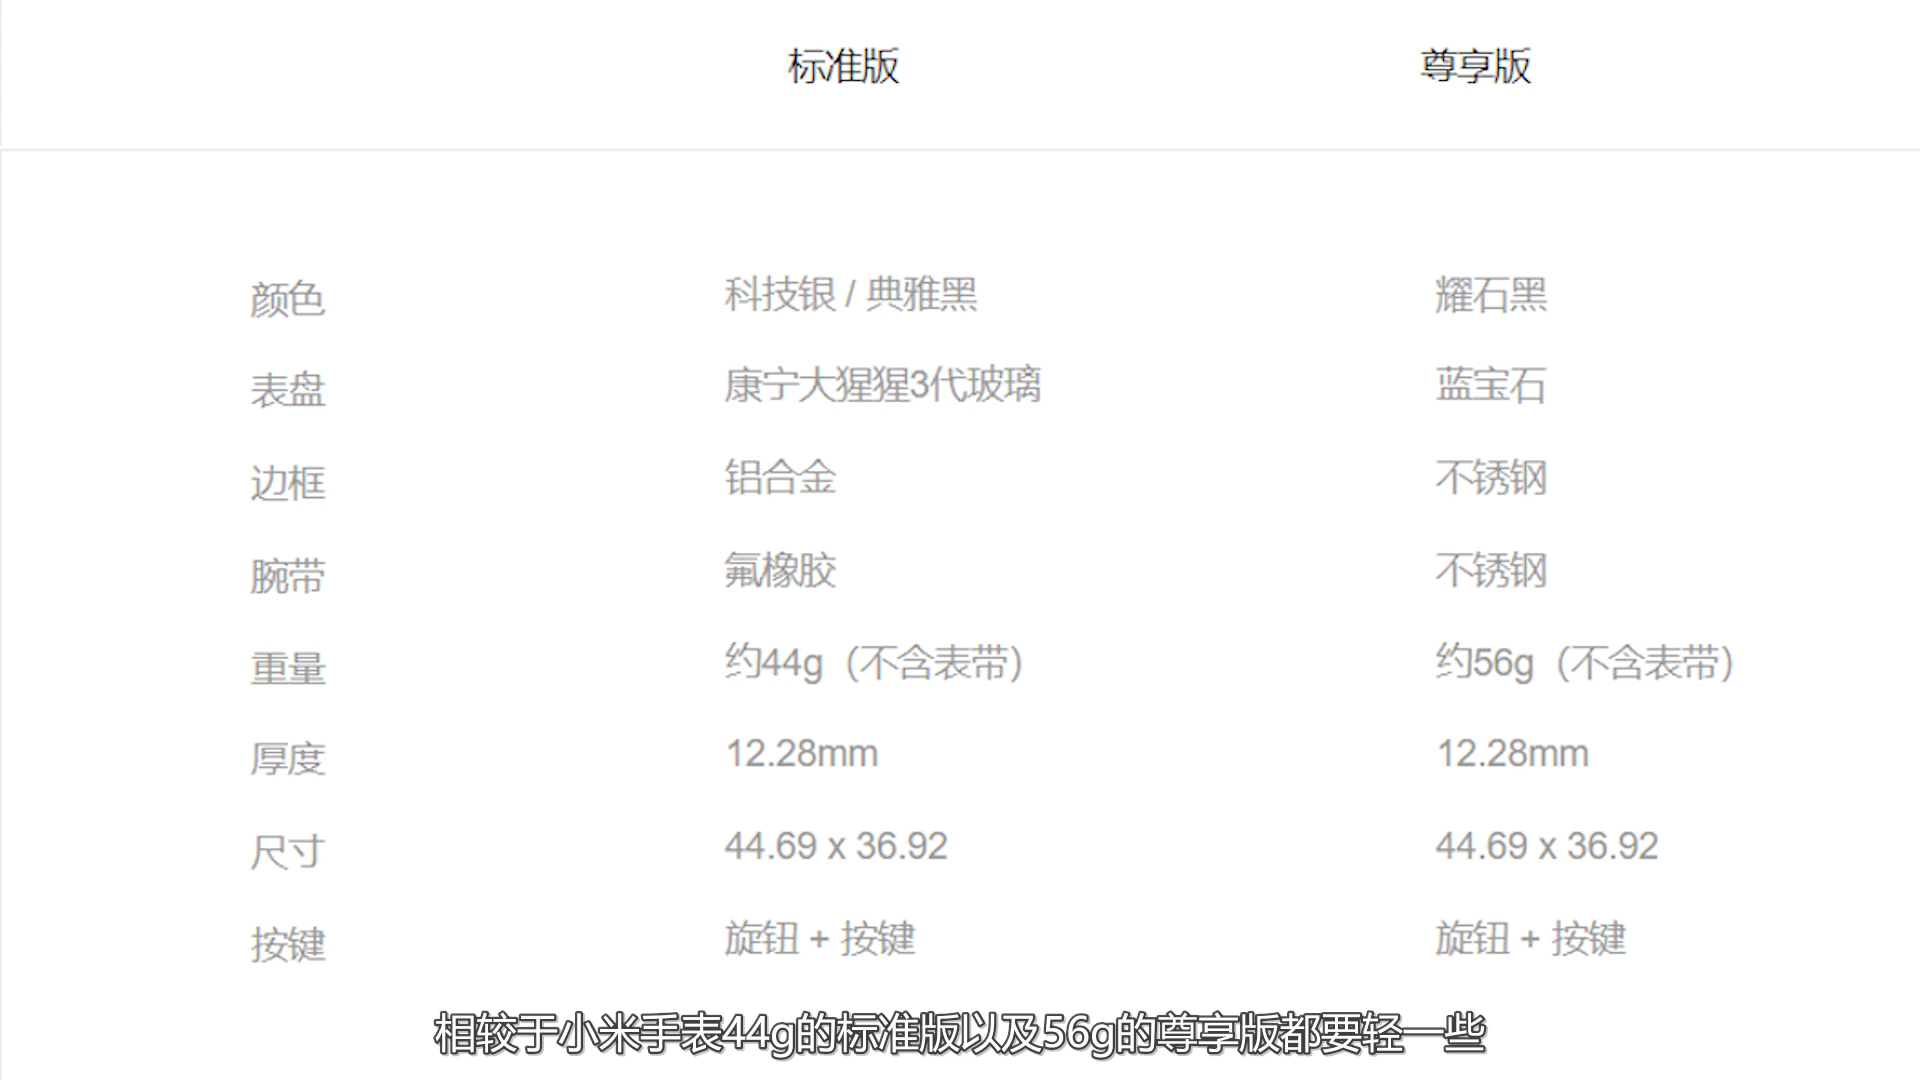 标准版 尊享版
颜色 科技银 / 典雅黑 耀石黑
表盘 康宁大猩猩3代玻璃 蓝宝石
边框 铝合金 不锈钢
腕带 氟橡胶 不锈钢
重量 约44g（不含表带） 约56g（不含表带）
厚度 12.28mm 12.28mm
尺寸 44.69 x 36.92 44.69 x 36.92
按键 旋钮 + 按键 旋钮 + 按键
相较于小米手表44g的标准版以及56g的尊享版都要轻一些